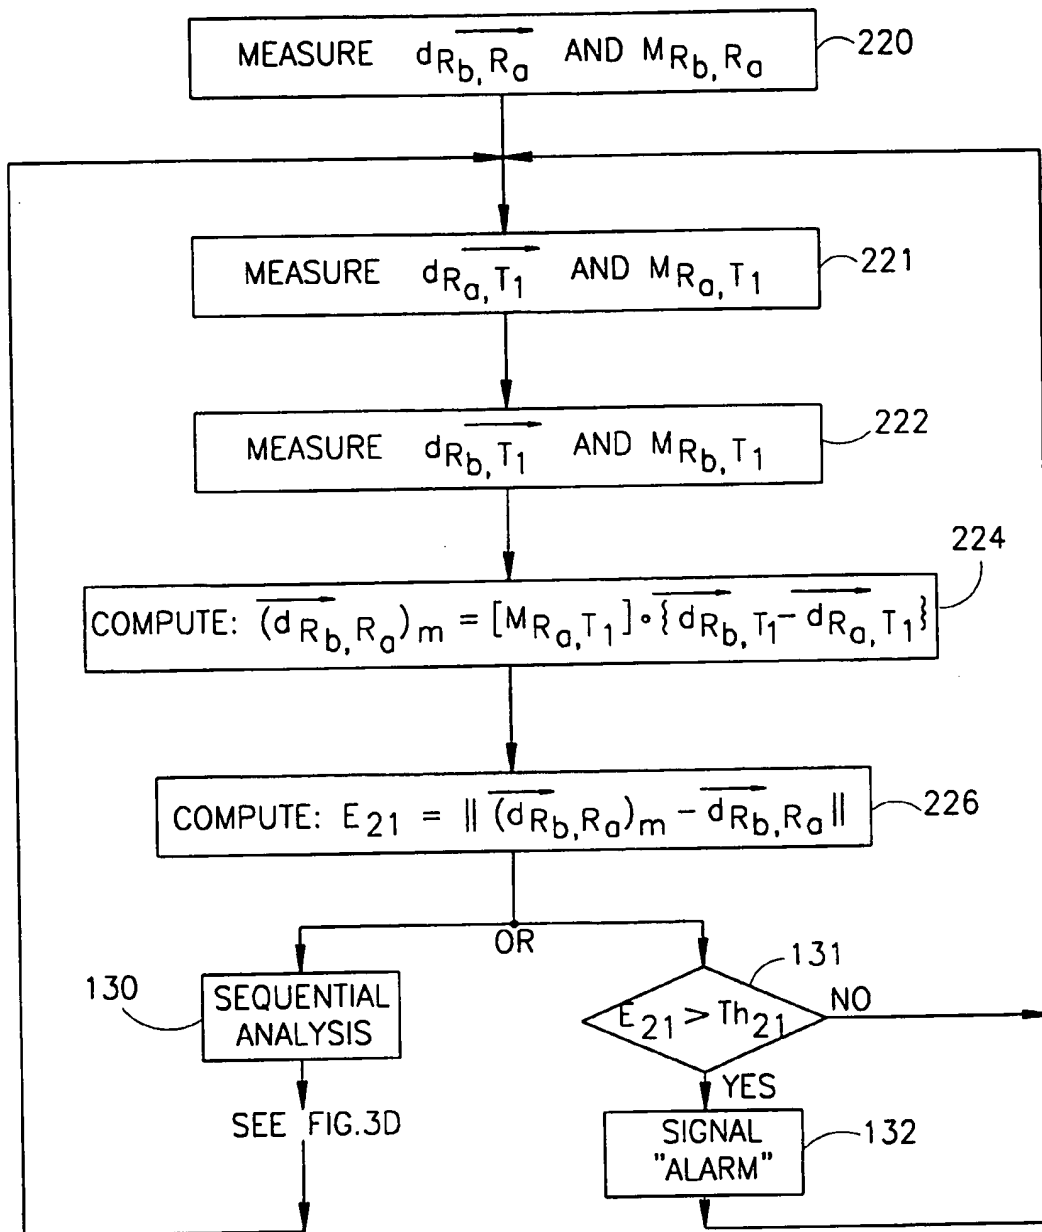 MEASURE d_{R_b, R_a} AND M_{R_b, R_a}
220
MEASURE d_{R_a, T_1} AND M_{R_a, T_1}
221
MEASURE d_{R_b, T_1} AND M_{R_b, T_1}
222
224
COMPUTE: (d_{R_b, R_a})_m = [M_{R_a, T_1}] ∘ {d_{R_b, T_1} − d_{R_a, T_1}}
COMPUTE: E_{21} = || (d_{R_b, R_a})_m − d_{R_b, R_a} ||
226
OR
130
SEQUENTIAL
ANALYSIS
SEE FIG.3D
131
E_{21} > Th_{21}
NO
YES
SIGNAL
"ALARM"
132